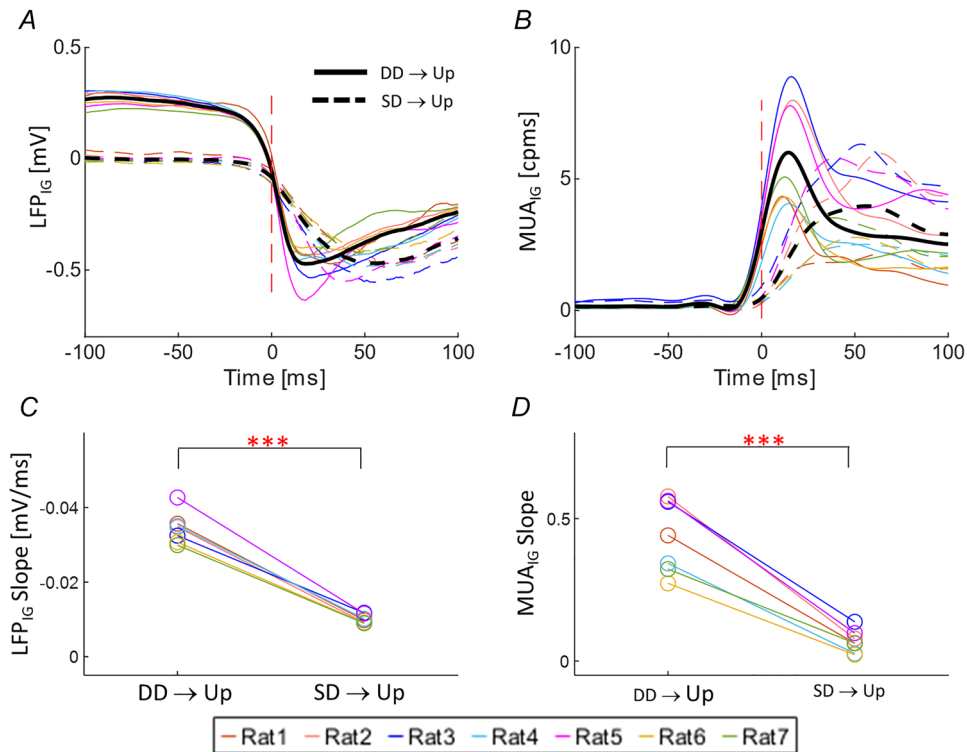 A
LFP_IG [mV]
0.5
0
-0.5
-100
-50
0
50
100
Time [ms]
DD → Up
SD → Up
B
MUA_IG [cpms]
10
5
0
-100
-50
0
50
100
Time [ms]
C
LFP_IG Slope [mV/ms]
-0.04
-0.02
0
***
DD → Up
SD → Up
D
MUA_IG Slope
0.5
0
***
DD → Up
SD → Up
Rat1 Rat2 Rat3 Rat4 Rat5 Rat6 Rat7